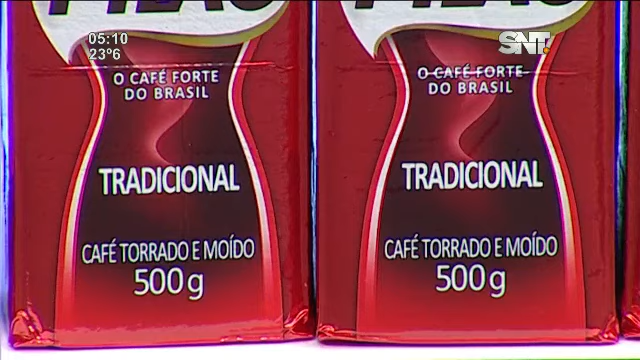 05:10
23°6
SNT
O CAFÉ FORTE
DO BRASIL
TRADICIONAL
CAFÉ TORRADO E MOÍDO
500g
O CAFÉ FORTE
DO BRASIL
TRADICIONAL
CAFÉ TORRADO E MOÍDO
500g